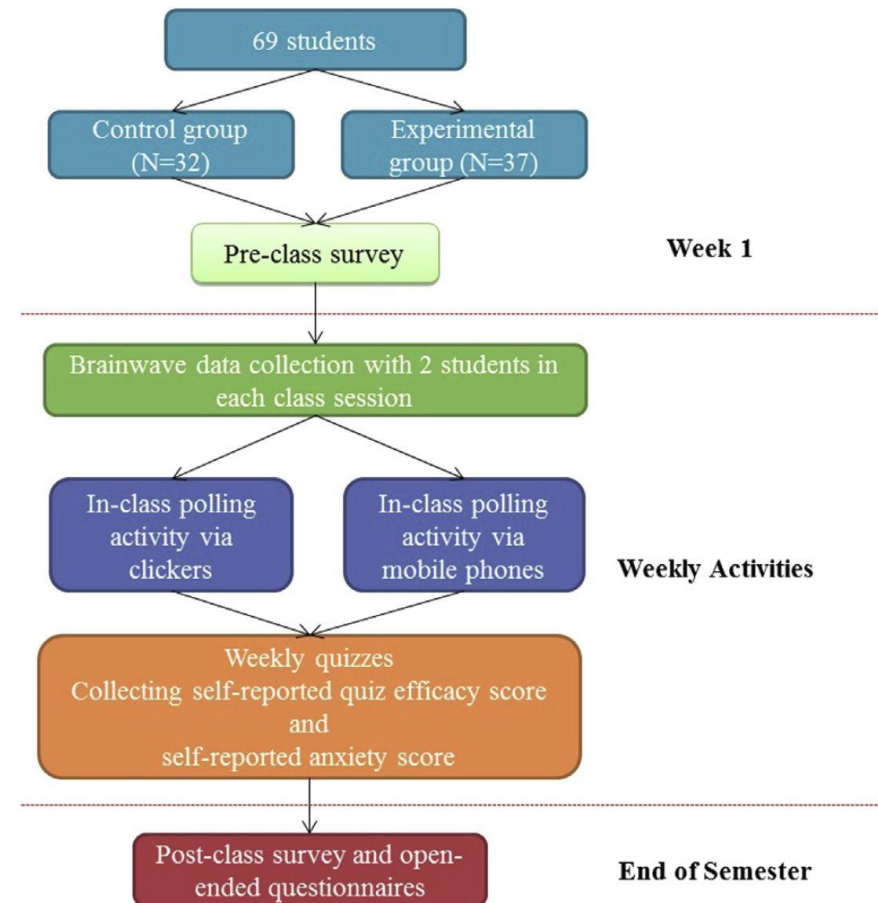 69 students
Control group
(N=32)
Experimental
group (N=37)
Pre-class survey
Week 1
Brainwave data collection with 2 students in
each class session
In-class polling
activity via
clickers
In-class polling
activity via
mobile phones
Weekly Activities
Weekly quizzes
Collecting self-reported quiz efficacy score
and
self-reported anxiety score
Post-class survey and open-
ended questionnaires
End of Semester